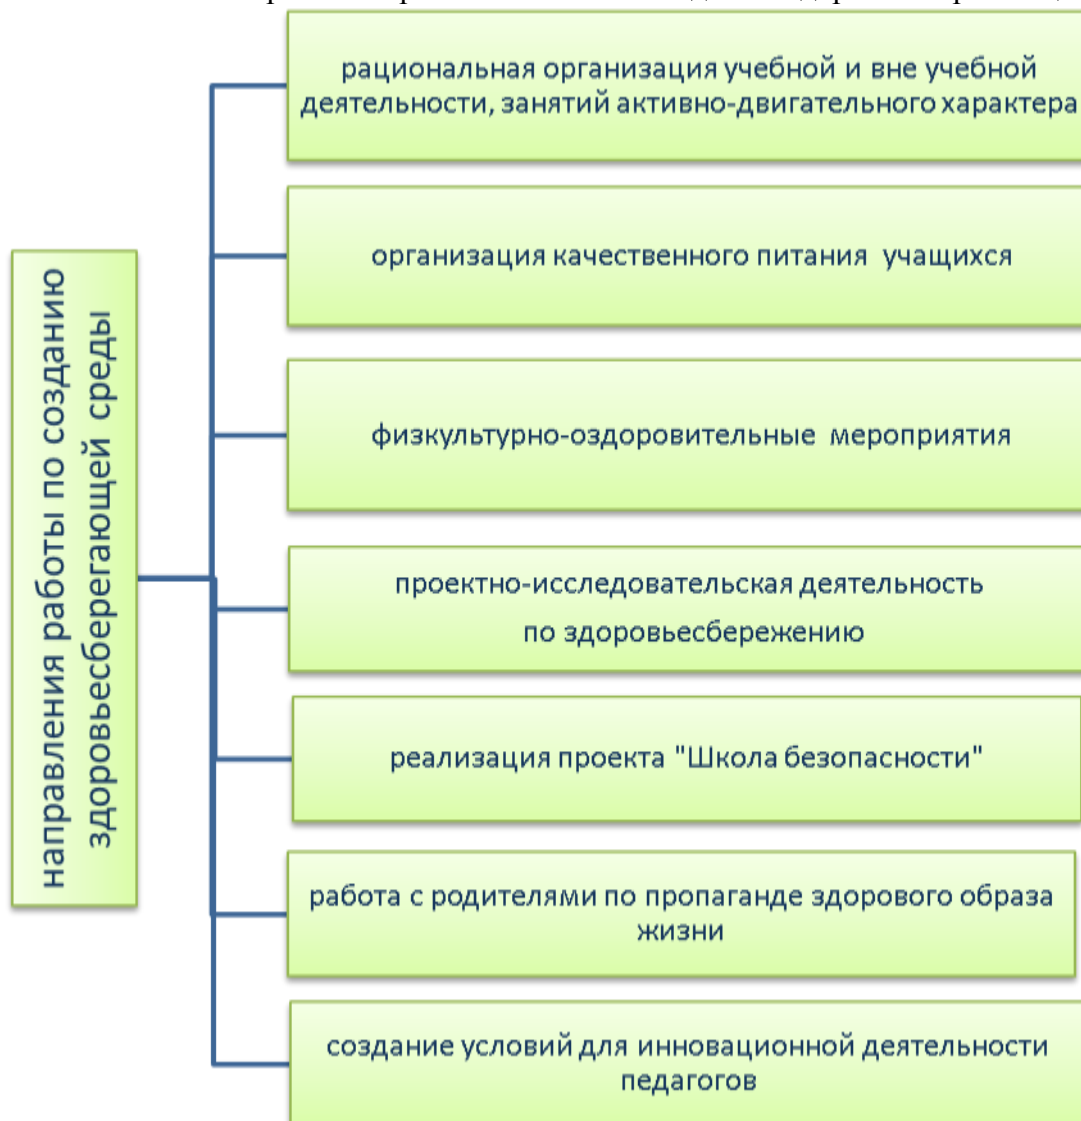 направления работы по созданию
здоровьесберегающей среды
рациональная организация учебной и вне учебной
деятельности, занятий активно-двигательного характера
организация качественного питания учащихся
физкультурно-оздоровительные мероприятия
проектно-исследовательская деятельность
по здоровьесбережению
реализация проекта "Школа безопасности"
работа с родителями по пропаганде здорового образа
жизни
создание условий для инновационной деятельности
педагогов